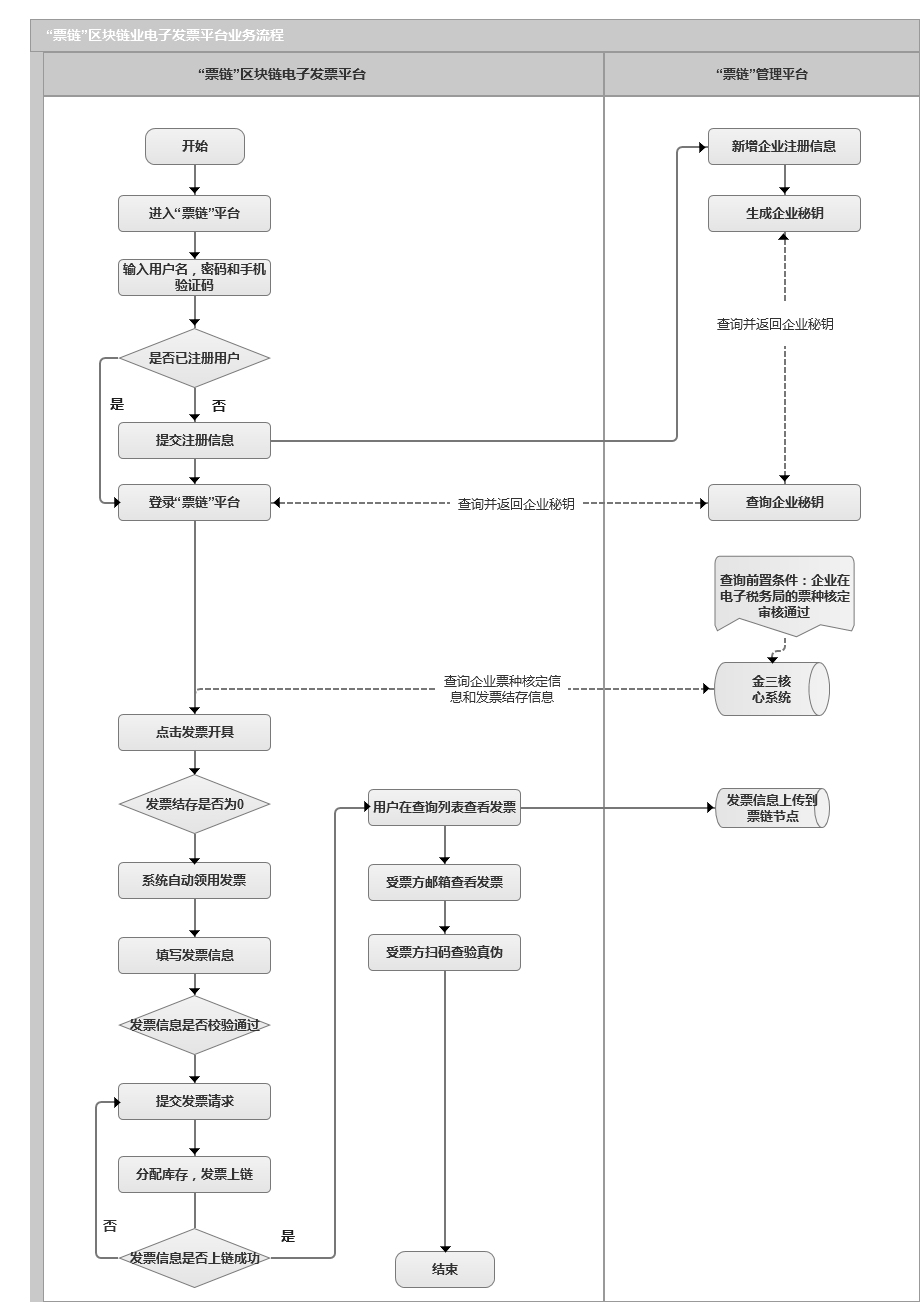 “票链”区块链业电子发票平台业务流程
“票链”区块链电子发票平台
“票链”管理平台
开始
新增企业注册信息
进入“票链”平台
生成企业秘钥
输入用户名，密码和手机
验证码
查询并返回企业秘钥
是否已注册用户
是
否
提交注册信息
登录“票链”平台
查询并返回企业秘钥
查询企业秘钥
查询前置条件：企业在
电子税务局的票种核定
审核通过
查询企业票种核定信
息和发票结存信息
金三核
心系统
点击发票开具
发票结存是否为0
用户在查询列表查看发票
发票信息上传到
票链节点
系统自动领用发票
受票方邮箱查看发票
填写发票信息
受票方扫码查验真伪
发票信息是否校验通过
提交发票请求
分配库存，发票上链
否
是
发票信息是否上链成功
结束